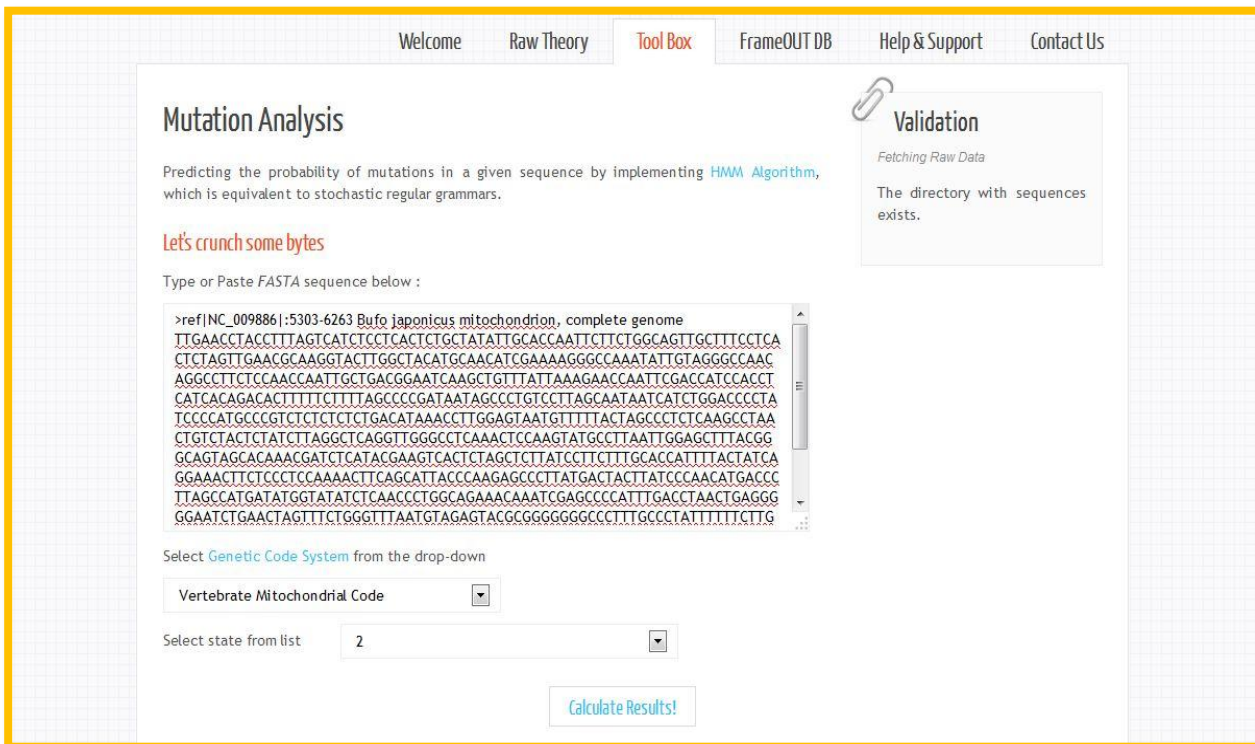 Welcome Raw Theory Tool Box FrameOUT DB Help & Support Contact Us
Mutation Analysis
Predicting the probability of mutations in a given sequence by implementing HMM Algorithm,
which is equivalent to stochastic regular grammars.
Let's crunch some bytes
Type or Paste FASTA sequence below :
>ref|NC_009886|:5303-6263 Bufo japonicus mitochondrion, complete genome
TTGAACCTACCTTTAGTCATCTCCTCACTCTGCTATATTGCACCAATTCTTCTGGCAGTTGCTTTCCTCA
CTCTAGTTGAACGCAAGGTACTTGGCTACATGCAACATCGAAAAGGGCCAAATATTGTAGGGCCAAC
AGGCCTTCTCCAACCAATTGCTGACGGAATCAAGCTGTTTATTAAAGAACCAATTCGACCATCCACCT
CATCACAGACACTTTTTCTTTTAGCCCCGATAATAGCCCTGTCCTTAGCAATAATCATCTGGACCCCTA
TCCCCATGCCCGTCTCTCTCTCTGACATAAACCTTGGAGTAATGTTTTTACTAGCCCTCTCAAGCCTAA
CTGTCTACTCTATCTTAGGCTCAGGTTGGGCCTCAAACTCCAAGTATGCCTTAATTGGAGCTTTACGG
GCAGTAGCACAAACGATCTCATACGAAGTCACTCTAGCTCTTATCCTTCTTTGCACCATTTTACTATCA
GGAAACTTCTCCCTCCAAAACTTCAGCATTACCCAAGAGCCCTTATGACTACTTATCCCAACATGACCC
TTAGCCATGATATGGTATATCTCAACCCTGGCAGAAACAAATCGAGCCCCATTTGACCTAACTGAGGG
GGAATCTGAACTAGTTTCTGGGTTTAATGTAGAGTACGCGGGGGGGCCCTTTGCCCTATTTTTTCTTG
Select Genetic Code System from the drop-down
Vertebrate Mitochondrial Code
Select state from list 2
Calculate Results!
Validation
Fetching Raw Data
The directory with sequences
exists.